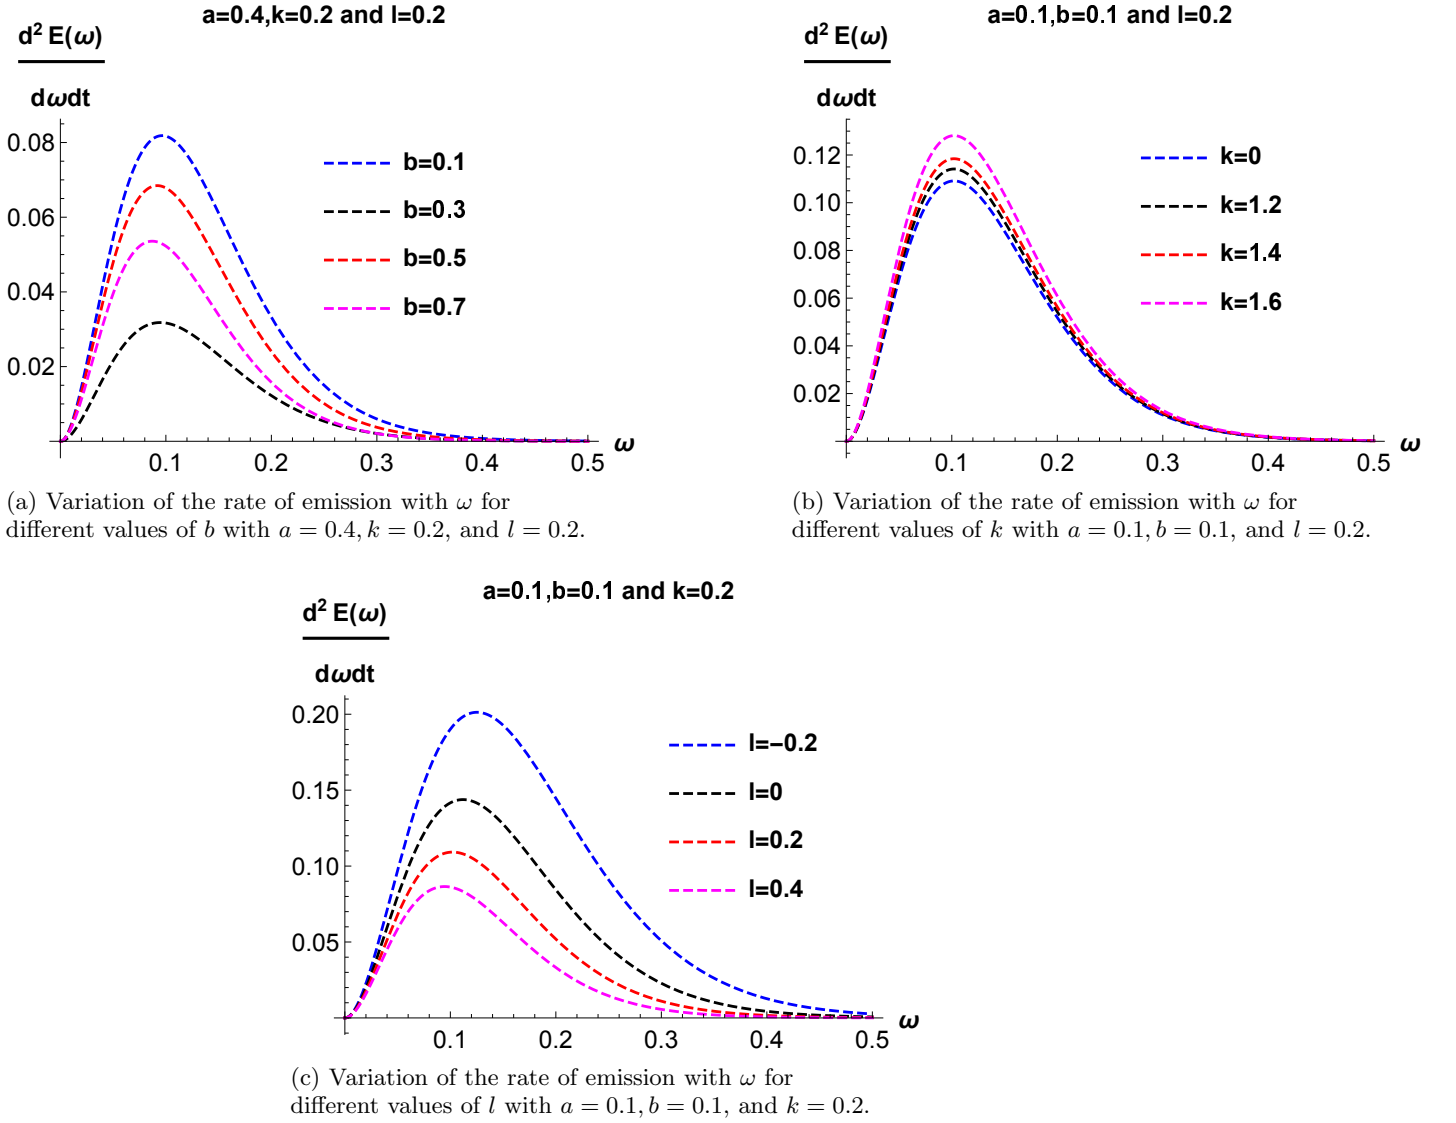 a=0.4,k=0.2 and l=0.2
d² E(ω)
dωdt
0.08
0.06
0.04
0.02
b=0.1
b=0.3
b=0.5
b=0.7
0.1 0.2 0.3 0.4 0.5 ω
(a) Variation of the rate of emission with ω for
different values of b with a = 0.4, k = 0.2, and l = 0.2.
a=0.1,b=0.1 and l=0.2
d² E(ω)
dωdt
0.12
0.10
0.08
0.06
0.04
0.02
k=0
k=1.2
k=1.4
k=1.6
0.1 0.2 0.3 0.4 0.5 ω
(b) Variation of the rate of emission with ω for
different values of k with a = 0.1, b = 0.1, and l = 0.2.
a=0.1,b=0.1 and k=0.2
d² E(ω)
dωdt
0.20
0.15
0.10
0.05
l=−0.2
l=0
l=0.2
l=0.4
0.1 0.2 0.3 0.4 0.5 ω
(c) Variation of the rate of emission with ω for
different values of l with a = 0.1, b = 0.1, and k = 0.2.